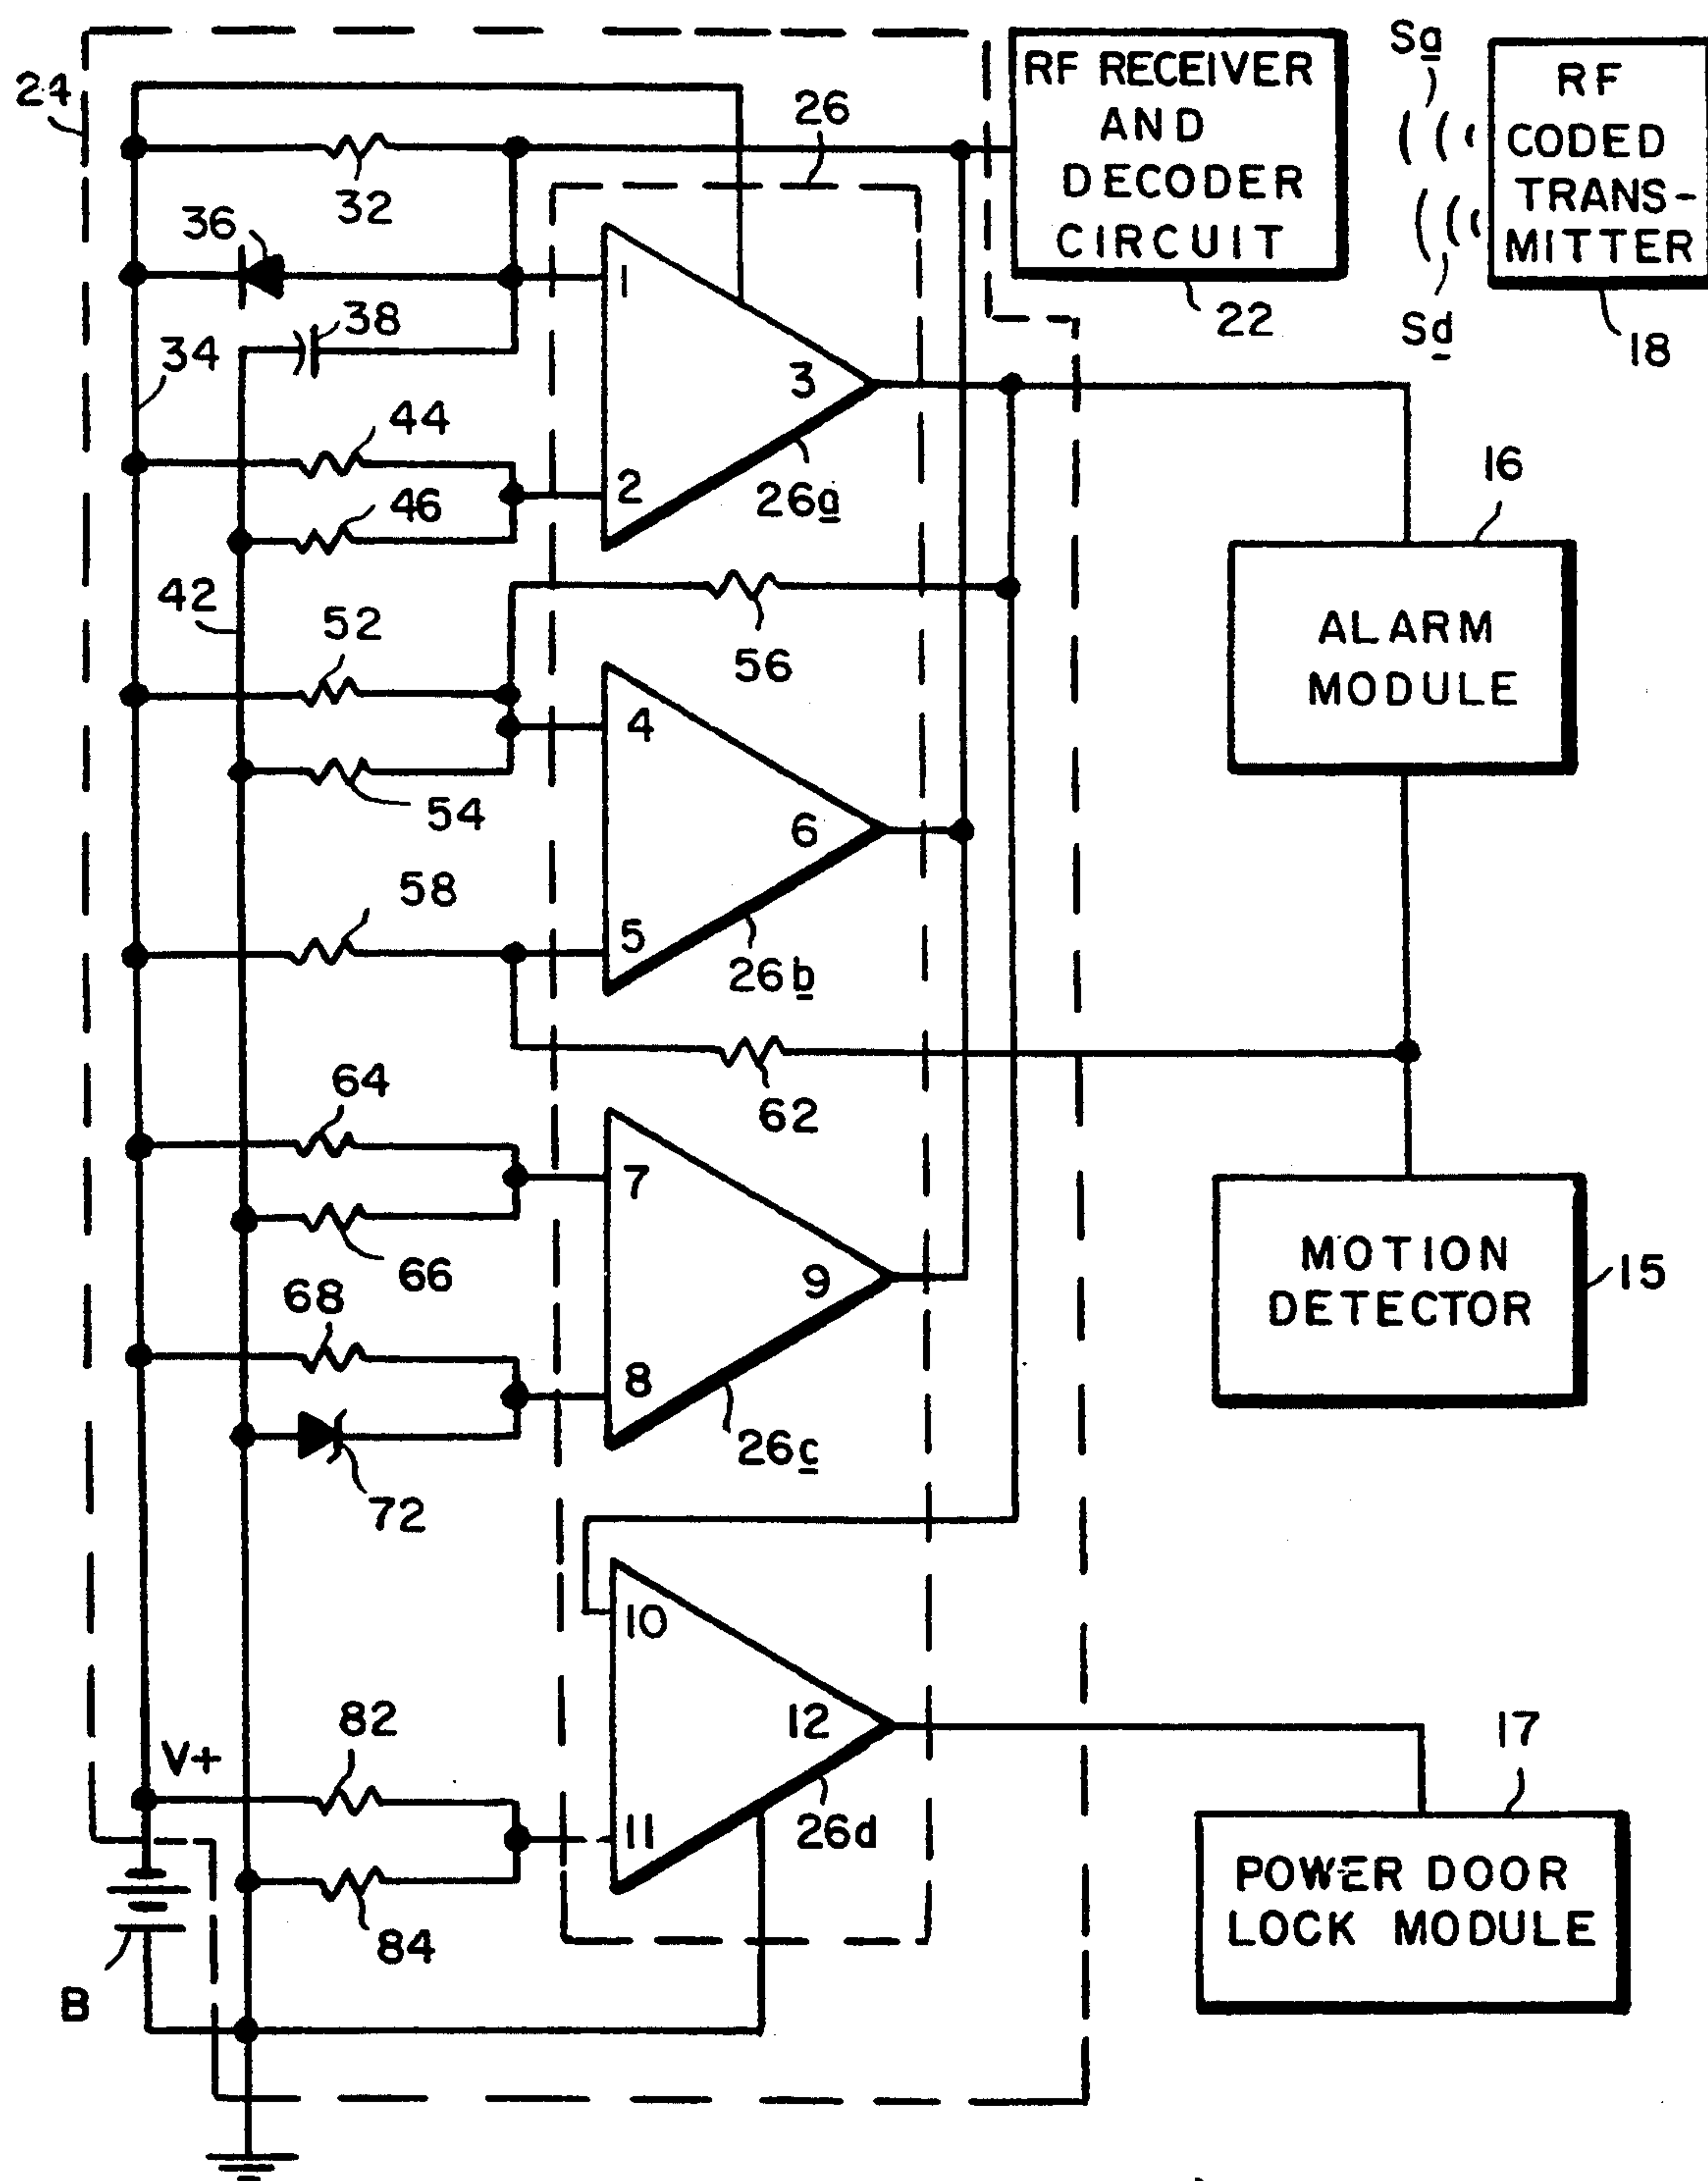 24
26
RF RECEIVER
AND
DECODER
CIRCUIT
22
Sa
Sd
RF
CODED
TRANS-
MITTER
18
32
36
1
38
34
3
44
2
46
26a
16
42
52
56
ALARM
MODULE
4
54
6
58
5
26b
64
62
7
66
9
68
8
MOTION
DETECTOR
15
26c
72
10
82
12
17
V+
11
26d
84
B
POWER DOOR
LOCK MODULE